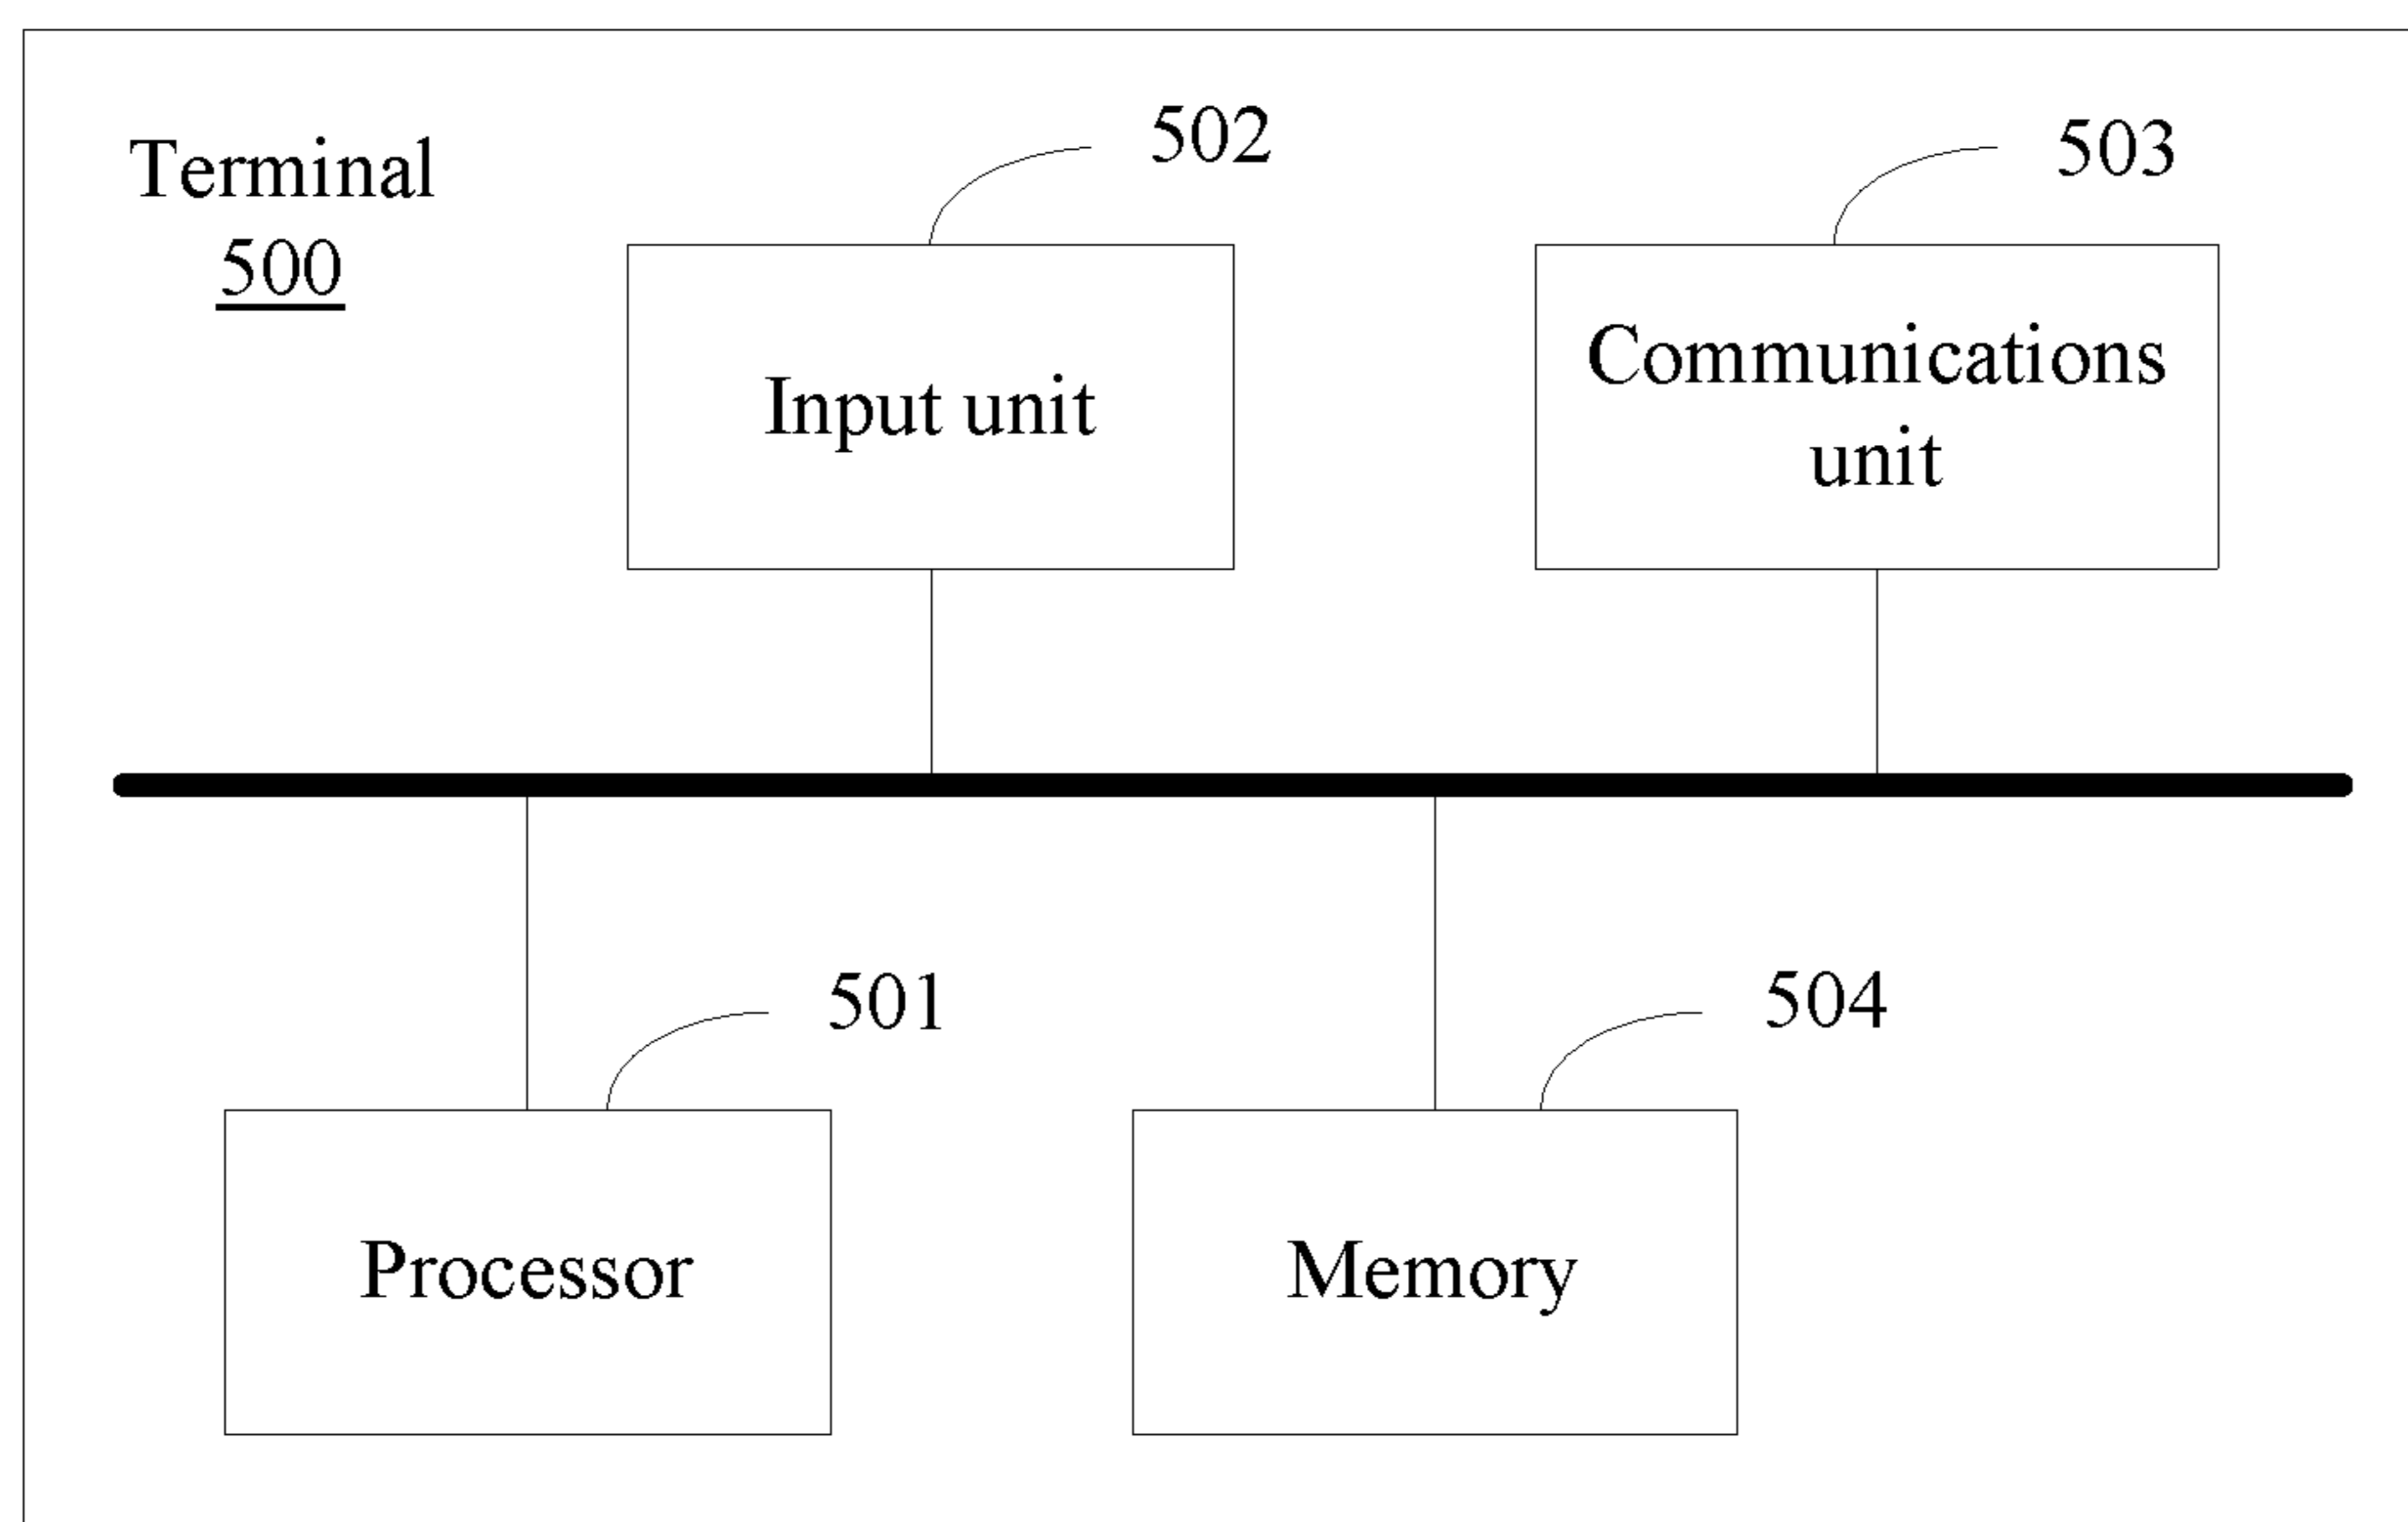 Terminal
500
502
Input unit
503
Communications
unit
501
Processor
504
Memory